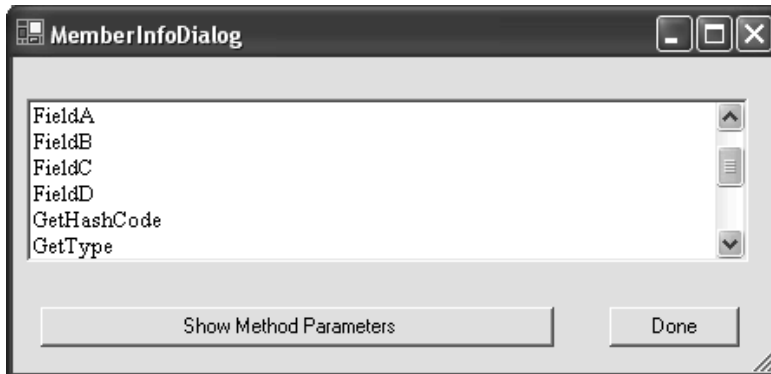 MemberInfoDialog
FieldA
FieldB
FieldC
FieldD
GetHashCode
GetType
Show Method Parameters
Done